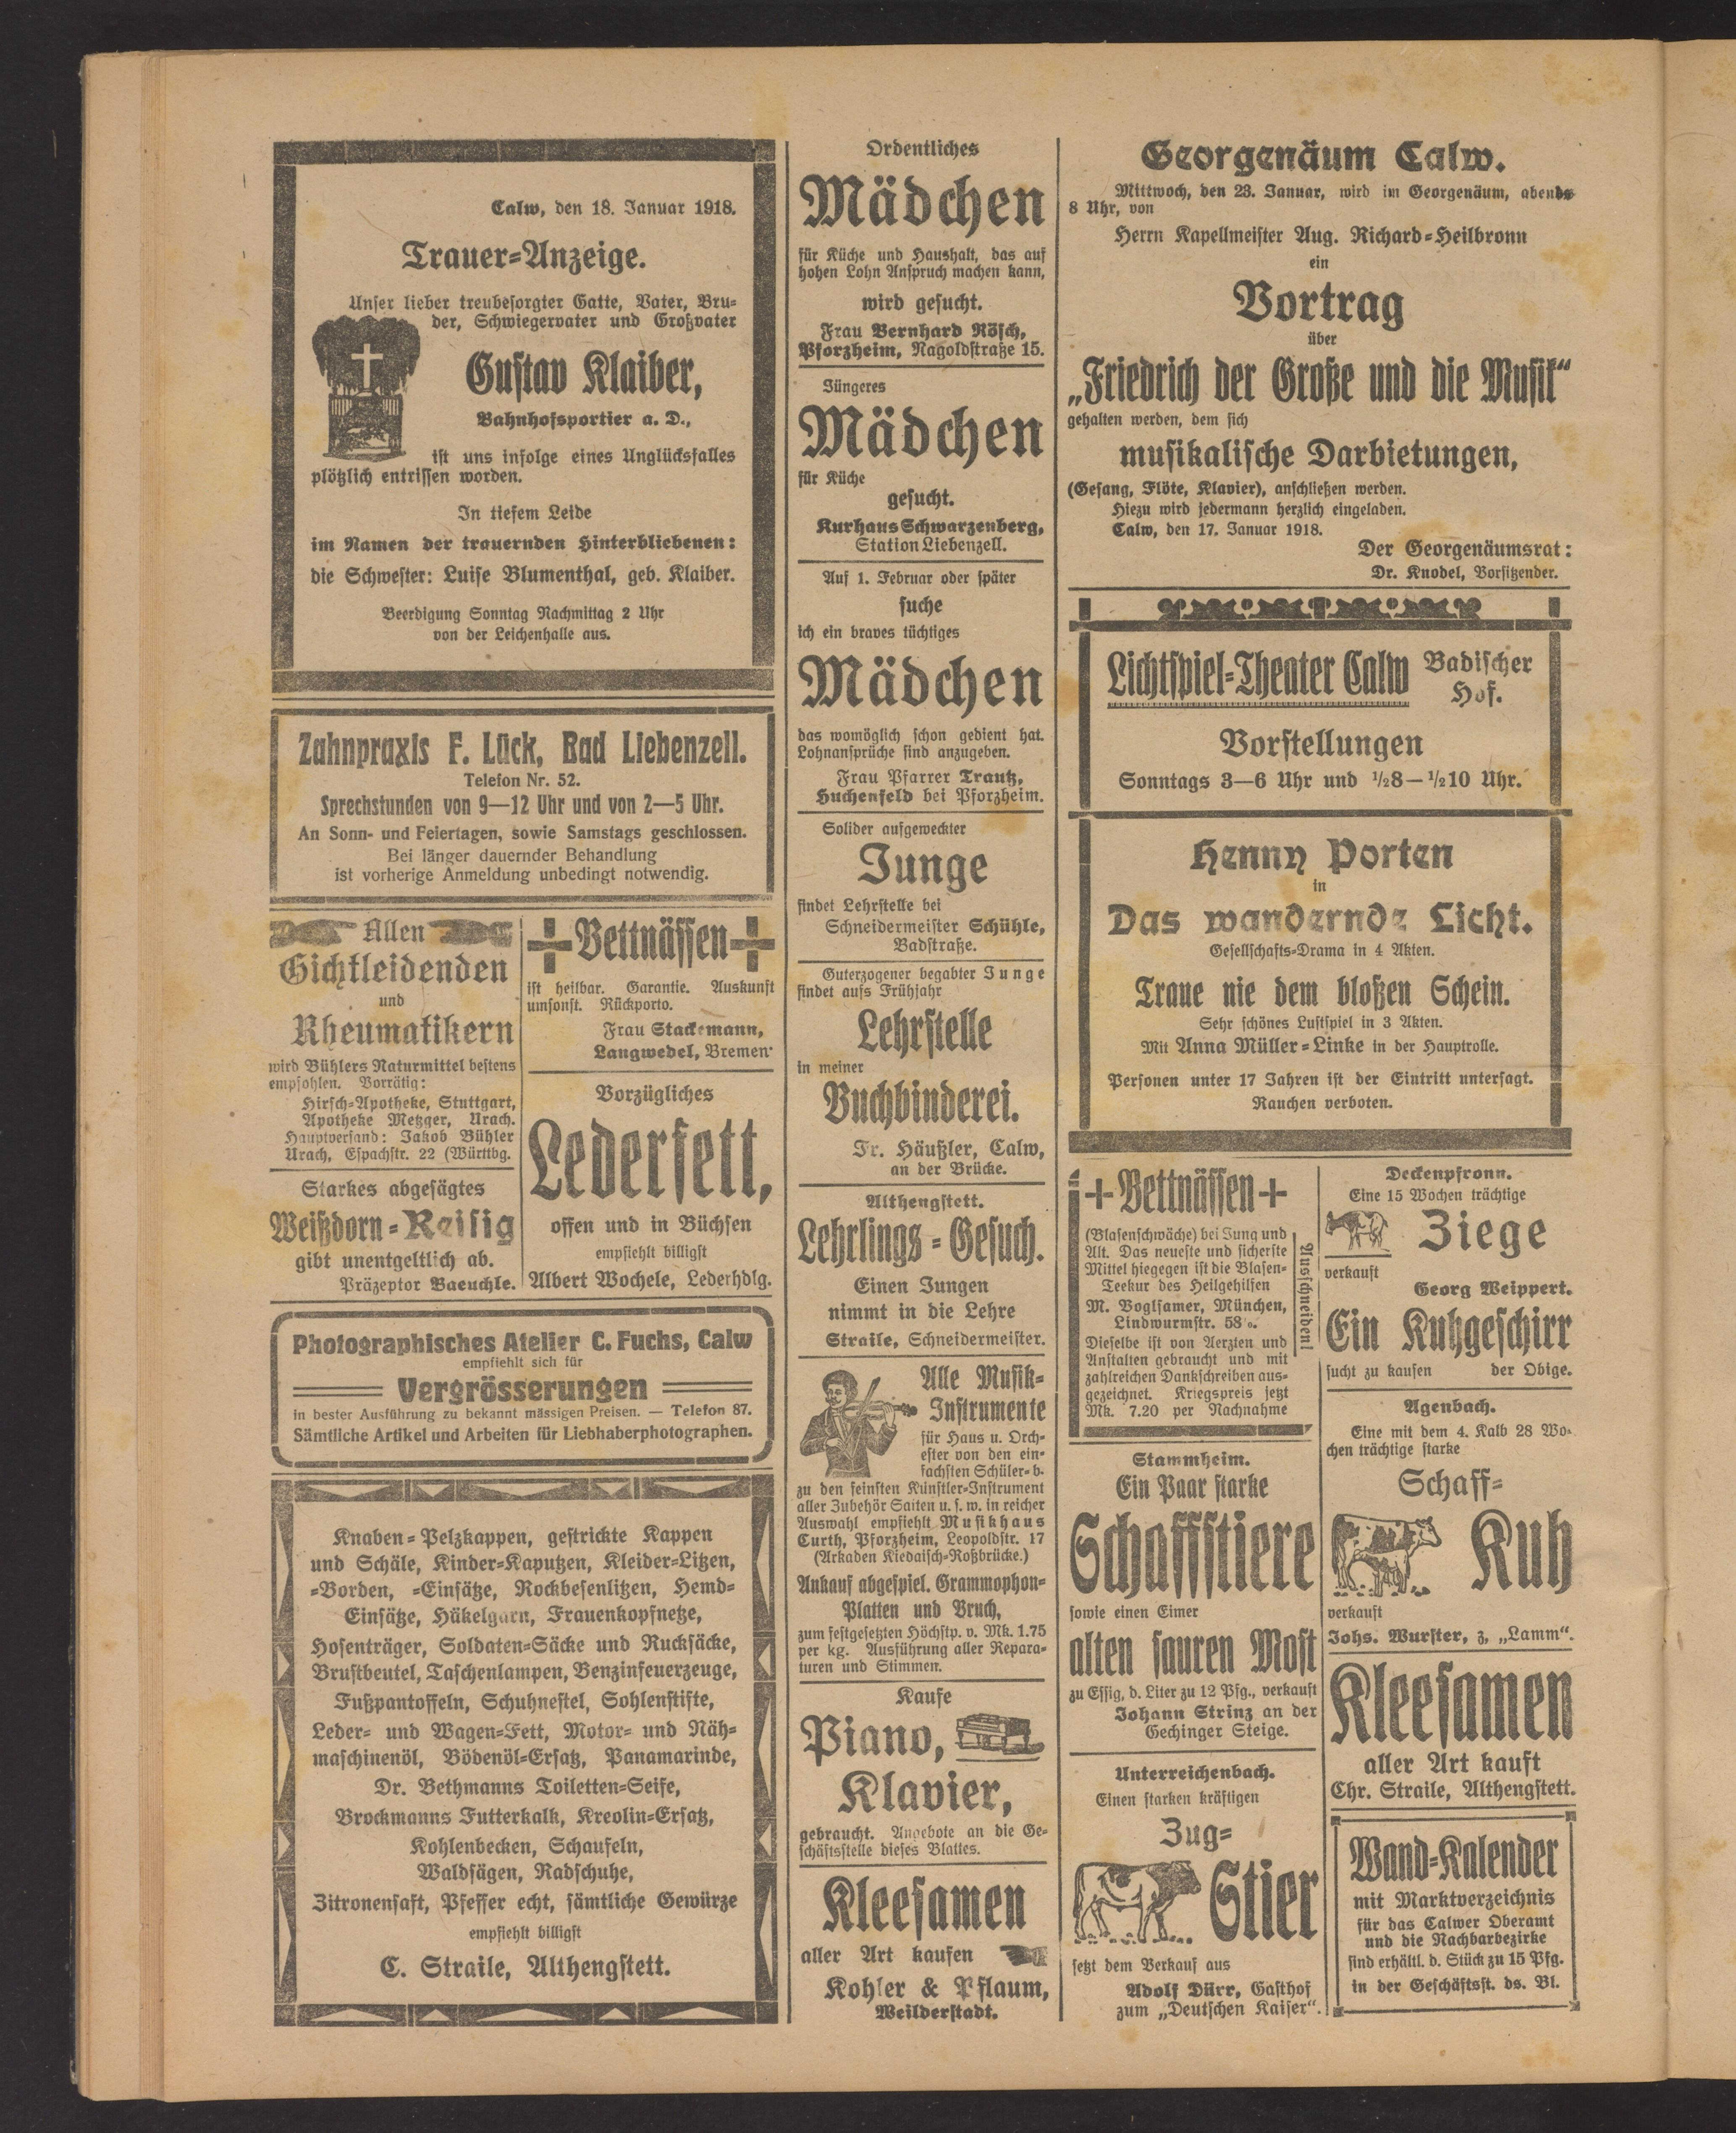 Calw, den 18. Januar 1918.
Trauer-Anzeige.
Unser lieber treubesorgter Gatte, Vater, Bru-
der, Schwiegervater und Großvater
Gustav Klaiber,
Bahnhofsportier a. D.,
ist uns infolge eines Unglücksfalles
plötzlich entrissen worden.
In tiefem Leide
im Namen der trauernden Hinterbliebenen:
die Schwester: Luise Blumenthal, geb. Klaiber.
Beerdigung Sonntag Nachmittag 2 Uhr
von der Leichenhalle aus.
Zahnpraxis F. Lück, Bad Liebenzell.
Telefon Nr. 52.
Sprechstunden von 9—12 Uhr und von 2—5 Uhr.
An Sonn- und Feiertagen, sowie Samstags geschlossen.
Bei länger dauernder Behandlung
ist vorherige Anmeldung unbedingt notwendig.
Allen
Gichtleidenden
und
Rheumatikern
wird Bühlers Naturmittel bestens
empfohlen. Vorrätig:
Hirsch-Apotheke, Stuttgart,
Apotheke Metzger, Urach.
Hauptversand: Jakob Bühler
Urach, Espachstr. 22 (Württbg.
Starkes abgesägtes
Weißdorn-Reisig
gibt unentgeltlich ab.
Präzeptor Baeuchle.
Bettnässen
ist heilbar. Garantie. Auskunft
umsonst. Rückporto.
Frau Stackemann,
Langwedel, Bremen
Vorzügliches
Lederfett,
offen und in Büchsen
empfiehlt billigst
Albert Wochele, Lederhdlg.
Photographisches Atelier C. Fuchs, Calw
empfiehlt sich für
Vergrösserungen
in bester Ausführung zu bekannt mässigen Preisen. — Telefon 87.
Sämtliche Artikel und Arbeiten für Liebhaberphotographen.
Knaben-Pelzkappen, gestrickte Kappen
und Schäle, Kinder-Kaputzen, Kleider-Litzen,
-Borden, -Einsätze, Rockbesenlitzen, Hemd-
Einsätze, Häkelgarn, Frauenkopfnetze,
Hosenträger, Soldaten-Säcke und Rucksäcke,
Brustbeutel, Taschenlampen, Benzinfeuerzeuge,
Fußpantoffeln, Schuhnestel, Sohlenstifte,
Leder- und Wagen-Fett, Motor- und Näh-
maschinenöl, Bödenöl-Ersatz, Panamarinde,
Dr. Bethmanns Toiletten-Seife,
Brockmanns Futterkalk, Kreolin-Ersatz,
Kohlenbecken, Schaufeln,
Waldsägen, Radschuhe,
Zitronensaft, Pfeffer echt, sämtliche Gewürze
empfiehlt billigst
C. Straile, Althengstett.
Ordentliches
Mädchen
für Küche und Haushalt, das auf
hohen Lohn Anspruch machen kann,
wird gesucht.
Frau Bernhard Rösch,
Pforzheim, Nagoldstraße 15.
Jüngeres
Mädchen
für Küche
gesucht.
Kurhaus Schwarzenberg,
Station Liebenzell.
Auf 1. Februar oder später
suche
ich ein braves tüchtiges
Mädchen
das womöglich schon gedient hat.
Lohnansprüche sind anzugeben.
Frau Pfarrer Trautz,
Huchenfeld bei Pforzheim.
Solider aufgeweckter
Junge
findet Lehrstelle bei
Schneidermeister Schühle,
Badstraße.
Guterzogener begabter Junge
findet aufs Frühjahr
Lehrstelle
in meiner
Buchbinderei.
Fr. Häußler, Calw,
an der Brücke.
Althengstett.
Lehrlings-Gesuch.
Einen Jungen
nimmt in die Lehre
Straile, Schneidermeister.
Alle Musik-
Instrumente
für Haus u. Orch-
ester von den ein-
fachsten Schüler- b.
zu den feinsten Künstler-Instrument
aller Zubehör Saiten u. s. w. in reicher
Auswahl empfiehlt Musikhaus
Curth, Pforzheim, Leopoldstr. 17
(Arkaden Kiedaisch-Roßbrücke.)
Ankauf abgespiel. Grammophon-
Platten und Bruch,
zum festgesetzten Höchstp. v. Mk. 1.75
per kg. Ausführung aller Repara-
turen und Stimmen.
Kaufe
Piano,
Klavier,
gebraucht. Angebote an die Ge-
schäftsstelle dieses Blattes.
Kleesamen
aller Art kaufen
Kohler & Pflaum,
Weilderstadt.
Georgenäum Calw.
Mittwoch, den 23. Januar, wird im Georgenäum, abends
8 Uhr, von
Herrn Kapellmeister Aug. Richard-Heilbronn
ein
Vortrag
über
„Friedrich der Große und die Musik“
gehalten werden, dem sich
musikalische Darbietungen,
(Gesang, Flöte, Klavier), anschließen werden.
Hiezu wird jedermann herzlich eingeladen.
Calw, den 17. Januar 1918.
Der Georgenäumsrat:
Dr. Knodel, Vorsitzender.
Lichtspiel-Theater Calw Badischer
Hof.
Vorstellungen
Sonntags 3—6 Uhr und ½8—½10 Uhr.
Henny Porten
in
Das wandernde Licht.
Gesellschafts-Drama in 4 Akten.
Traue nie dem bloßen Schein.
Sehr schönes Lustspiel in 3 Akten.
Mit Anna Müller-Linke in der Hauptrolle.
Personen unter 17 Jahren ist der Eintritt untersagt.
Rauchen verboten.
Bettnässen
(Blasenschwäche) bei Jung und
Alt. Das neueste und sicherste
Mittel hiegegen ist die Blasen-
Teekur des Heilgehilfen
M. Voglsamer, München,
Lindwurmstr. 58
Dieselbe ist von Aerzten und
Anstalten gebraucht und mit
zahlreichen Dankschreiben aus-
gezeichnet. Kriegspreis jetzt
Mk. 7.20 per Nachnahme
Ausschneiden!
Stammheim.
Ein Paar starke
Schaffstiere
sowie einen Eimer
alten sauren Most
zu Essig, d. Liter zu 12 Pfg., verkauft
Johann Strinz an der
Gechinger Steige.
Unterreichenbach.
Einen starken kräftigen
Zug-
Stier
setzt dem Verkauf aus
Adolf Dürr, Gasthof
zum „Deutschen Kaiser“.
Deckenpfronn.
Eine 15 Wochen trächtige
Ziege
verkauft
Georg Weippert.
Ein Kuhgeschirr
sucht zu kaufen der Obige.
Agenbach.
Eine mit dem 4. Kalb 28 Wo-
chen trächtige starke
Schaff-
Kuh
verkauft
Johs. Wurster, z. „Lamm“.
Kleesamen
aller Art kauft
Chr. Straile, Althengstett.
Wand-Kalender
mit Marktverzeichnis
für das Calwer Oberamt
und die Nachbarbezirke
sind erhältl. d. Stück zu 15 Pfg.
in der Geschäftsst. ds. Bl.